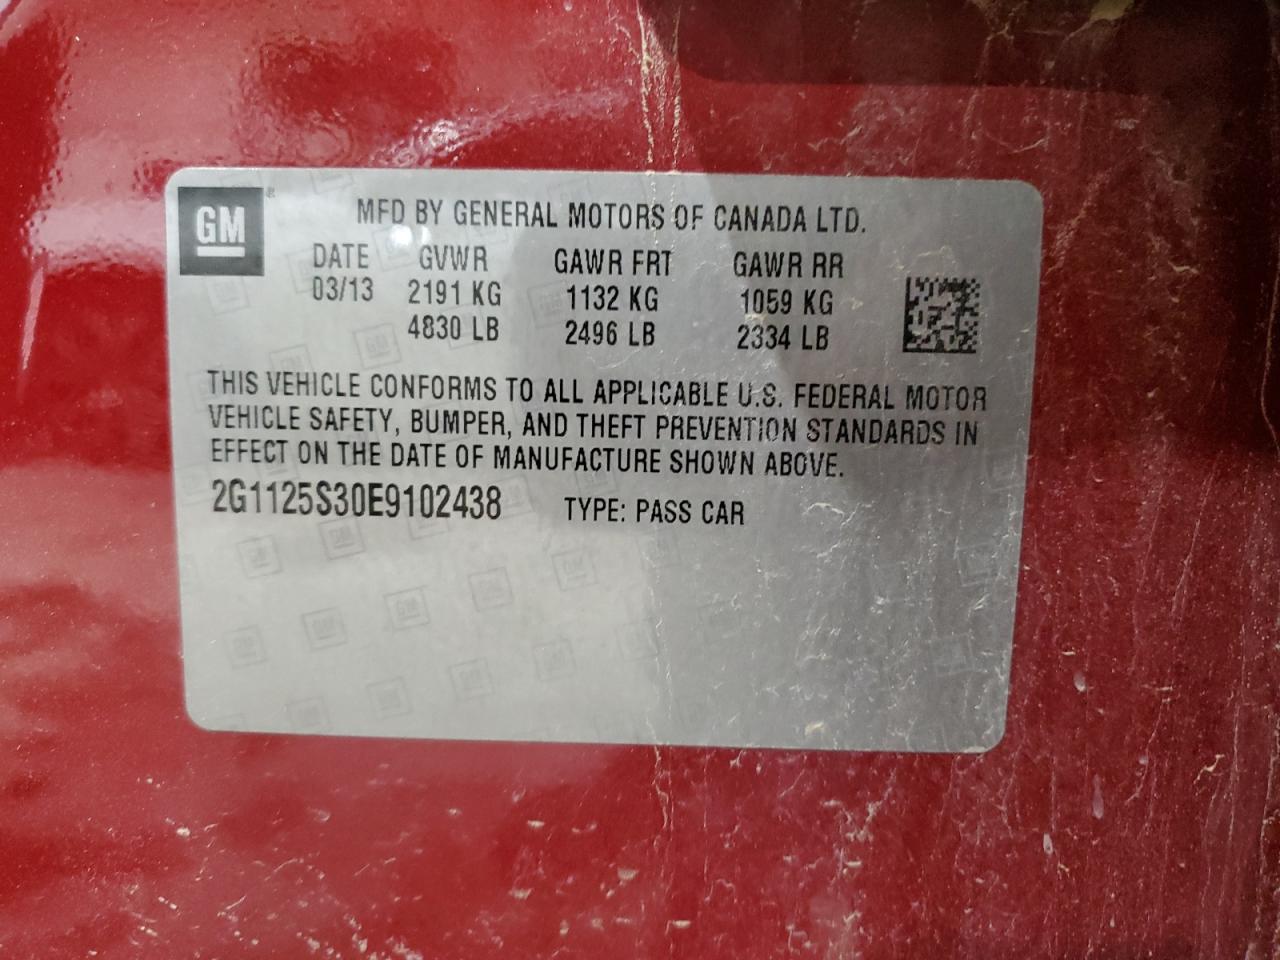 GM
MFD BY GENERAL MOTORS OF CANADA LTD.
DATE GVWR GAWR FRT GAWR RR
03/13 2191 KG 1132 KG 1059 KG
4830 LB 2496 LB 2334 LB
THIS VEHICLE CONFORMS TO ALL APPLICABLE U.S. FEDERAL MOTOR
VEHICLE SAFETY, BUMPER, AND THEFT PREVENTION STANDARDS IN
EFFECT ON THE DATE OF MANUFACTURE SHOWN ABOVE.
2G1125S30E9102438 TYPE: PASS CAR